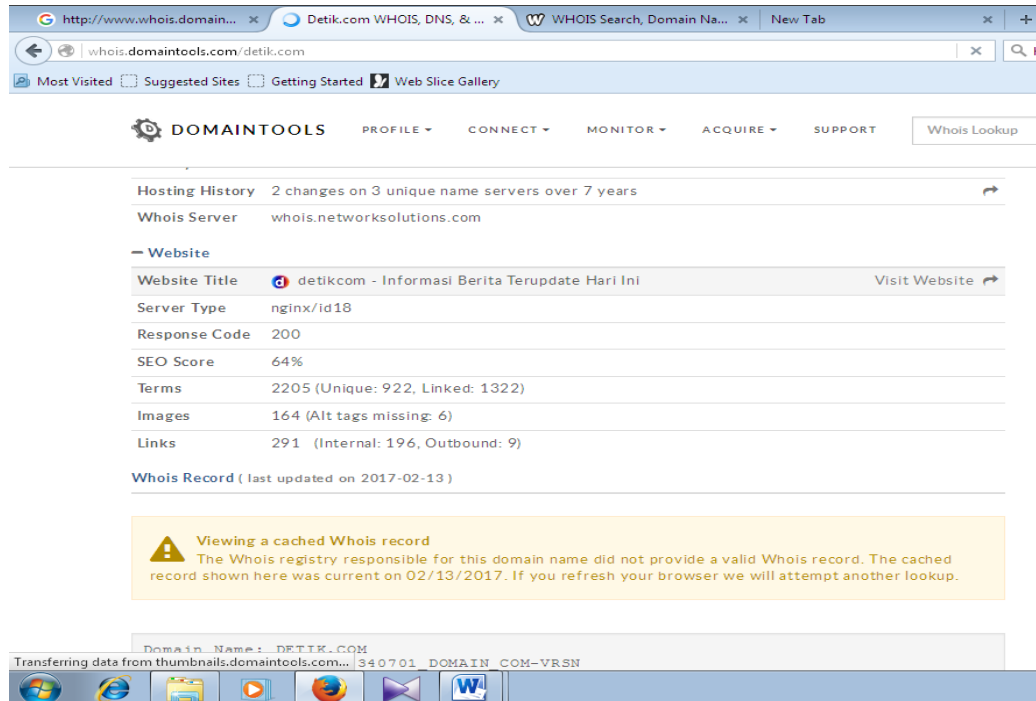 http://www.whois.domain... × Detik.com WHOIS, DNS, & ... × WHOIS Search, Domain Na... × New Tab × +
whois.domaintools.com/detik.com ×
Most Visited Suggested Sites Getting Started Web Slice Gallery
DOMAINTOOLS PROFILE CONNECT MONITOR ACQUIRE SUPPORT Whois Lookup
Hosting History 2 changes on 3 unique name servers over 7 years
Whois Server whois.networksolutions.com
– Website
Website Title detikcom - Informasi Berita Terupdate Hari Ini Visit Website
Server Type nginx/id18
Response Code 200
SEO Score 64%
Terms 2205 (Unique: 922, Linked: 1322)
Images 164 (Alt tags missing: 6)
Links 291 (Internal: 196, Outbound: 9)
Whois Record ( last updated on 2017-02-13 )
Viewing a cached Whois record
The Whois registry responsible for this domain name did not provide a valid Whois record. The cached
record shown here was current on 02/13/2017. If you refresh your browser we will attempt another lookup.
Domain Name: DETIK.COM
Transferring data from thumbnails.domaintools.com... 340701_DOMAIN_COM-VRSN